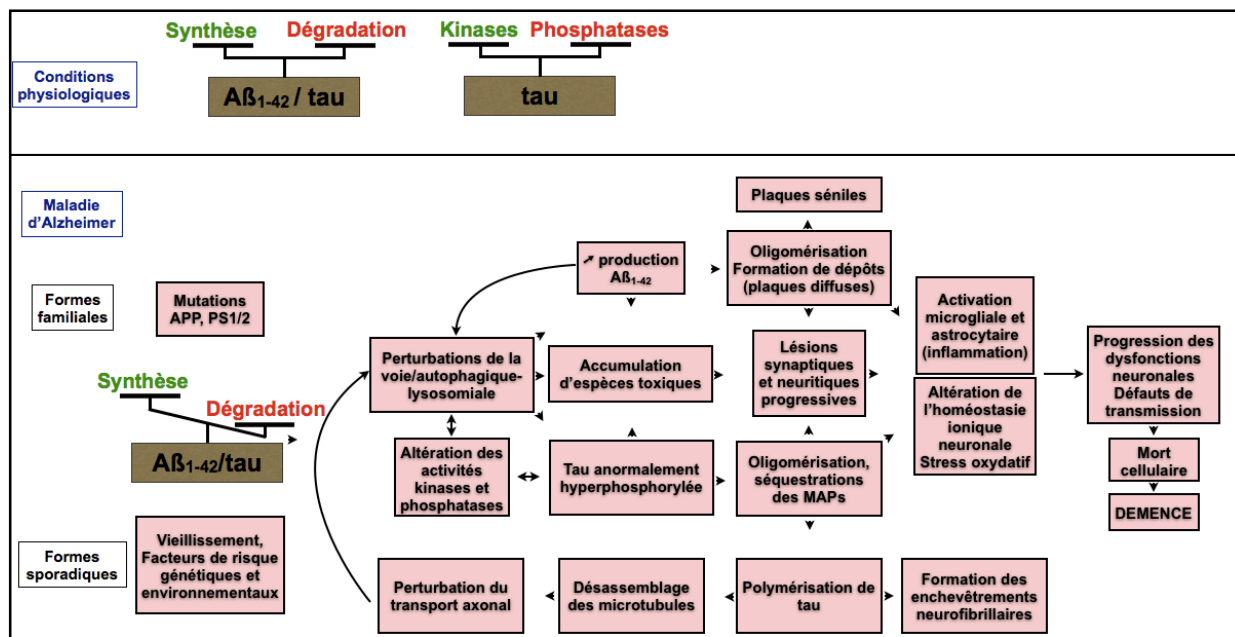 Synthèse
Dégradation
Kinases
Phosphatases
Conditions
physiologiques
Aß₁₋₄₂ / tau
tau
Maladie
d'Alzheimer
Plaques séniles
➚ production
Aß₁₋₄₂
Oligomérisation
Formation de dépôts
(plaques diffuses)
Formes
familiales
Mutations
APP, PS1/2
Activation
microgliale et
astrocytaire
(inflammation)
Perturbations de la
voie/autophagique-
lysosomiale
Accumulation
d'espèces toxiques
Lésions
synaptiques
et neuritiques
progressives
Progression des
dysfonctions
neuronales
Défauts de
transmission
Synthèse
Dégradation
Aß₁₋₄₂/tau
Altération de
l'homéostasie
ionique
neuronale
Stress oxydatif
Altération des
activités
kinases et
phosphatases
Tau anormalement
hyperphosphorylée
Oligomérisation,
séquestrations
des MAPs
Mort
cellulaire
DEMENCE
Formes
sporadiques
Vieillissement,
Facteurs de risque
génétiques et
environnementaux
Perturbation du
transport axonal
Désassemblage
des microtubules
Polymérisation de
tau
Formation des
enchevêtrements
neurofibrillaires